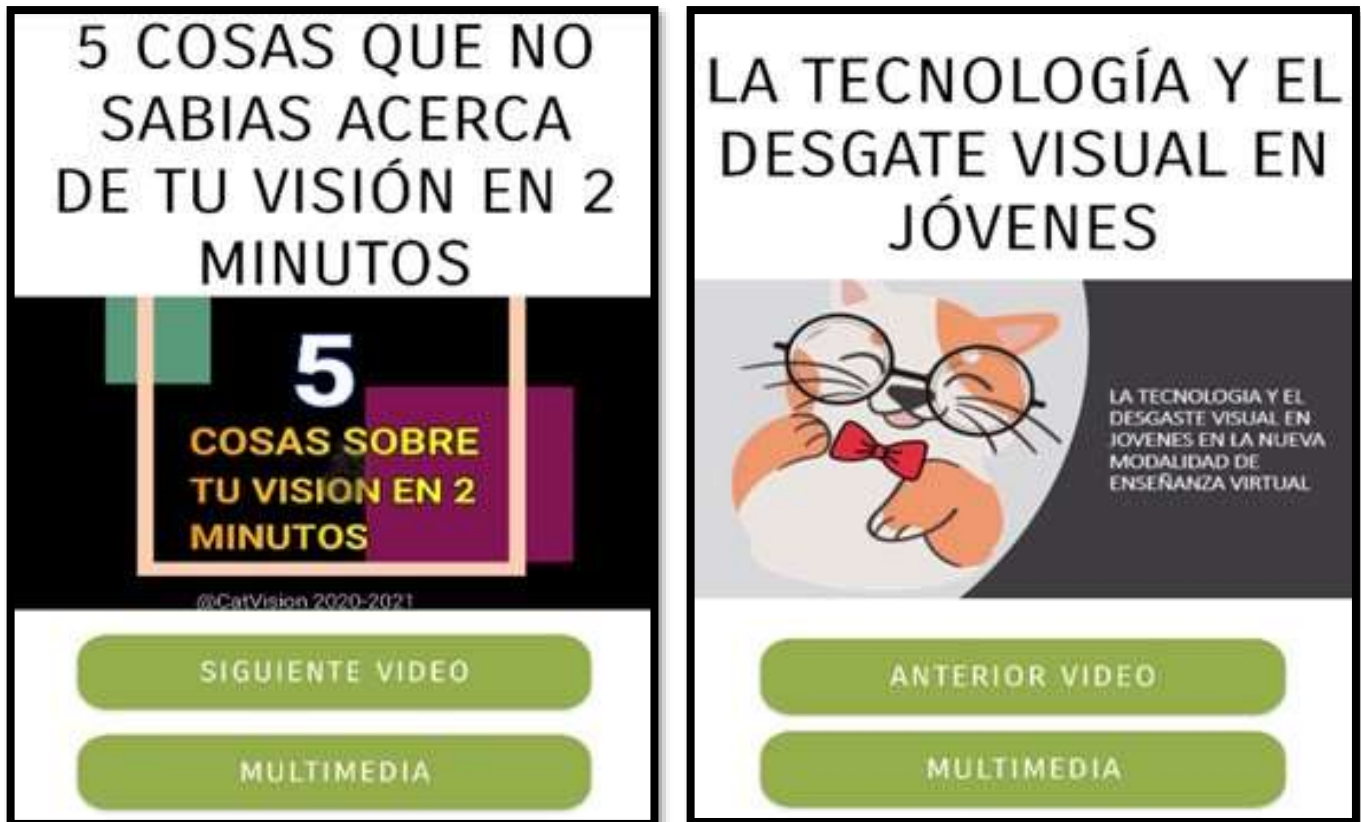 5 COSAS QUE NO
SABIAS ACERCA
DE TU VISIÓN EN 2
MINUTOS
5
COSAS SOBRE
TU VISION EN 2
MINUTOS
@CatVision 2020-2021
SIGUIENTE VIDEO
MULTIMEDIA
LA TECNOLOGÍA Y EL
DESGATE VISUAL EN
JÓVENES
LA TECNOLOGIA Y EL
DESGASTE VISUAL EN
JOVENES EN LA NUEVA
MODALIDAD DE
ENSEÑANZA VIRTUAL
ANTERIOR VIDEO
MULTIMEDIA